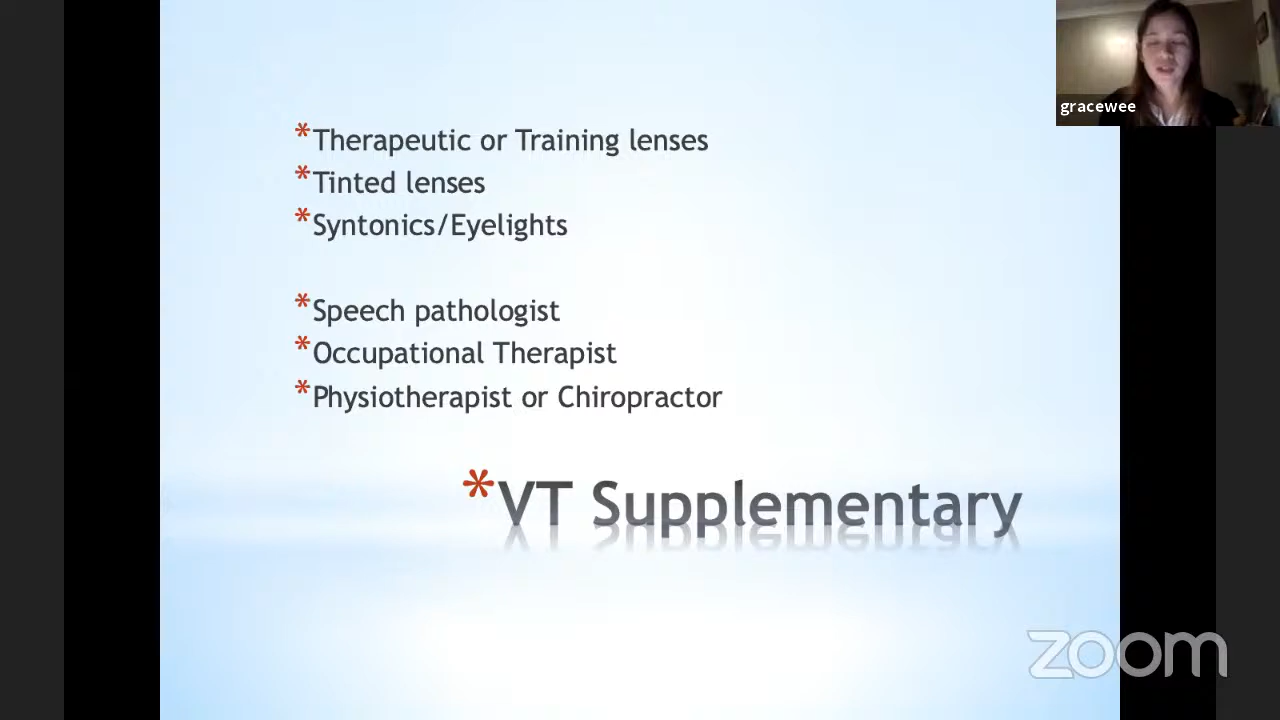 gracewee
*Therapeutic or Training lenses
*Tinted lenses
*Syntonics/Eyelights
*Speech pathologist
*Occupational Therapist
*Physiotherapist or Chiropractor
*VT Supplementary
zoom